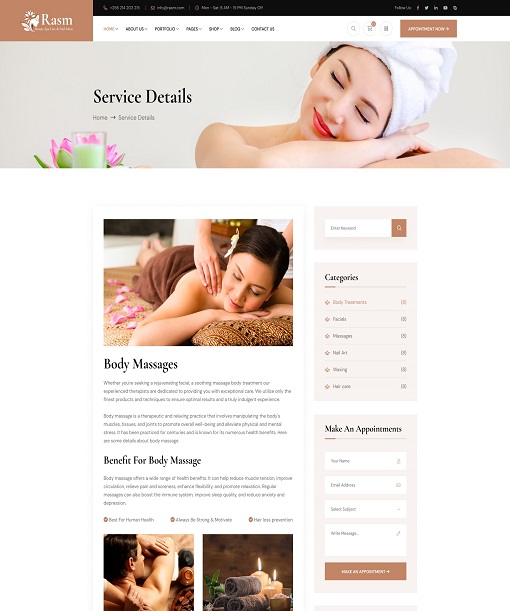 Rasm
Beauty Spa Care & Nail Salon
+256 214 203 215
info@rasm.com
Mon - Sat: 8 AM - 15 PM Sunday Off
Follow Us
HOME
ABOUT US
PORTFOLIO
PAGES
SHOP
BLOG
CONTACT US
APPOINTMENT NOW
Service Details
Home → Service Details
Enter Keyword
Categories
Body Treatments (8)
Facials (8)
Massages (8)
Nail Art (8)
Waxing (8)
Hair care (8)
Body Massages
Whether you're seeking a rejuvenating facial, a soothing massage body treatment our
experienced therapists are dedicated to providing you with exceptional care. We utilize only the
finest products and techniques to ensure optimal results and a truly indulgent experience.
Body massage is a therapeutic and relaxing practice that involves manipulating the body's
muscles, tissues, and joints to promote overall well-being and alleviate physical and mental
stress. It has been practiced for centuries and is known for its numerous health benefits. Here
are some details about body massage:
Benefit For Body Massage
Body massage offers a wide range of health benefits. It can help reduce muscle tension, improve
circulation, relieve pain and soreness, enhance flexibility, and promote relaxation. Regular
massages can also boost the immune system, improve sleep quality, and reduce anxiety and
depression.
Best For Human Health
Always Be Strong & Motivate
Hair loss prevention
Make An Appointments
Your Name
Email Address
Select Subject
Write Message...
MAKE AN APPOINTMENT